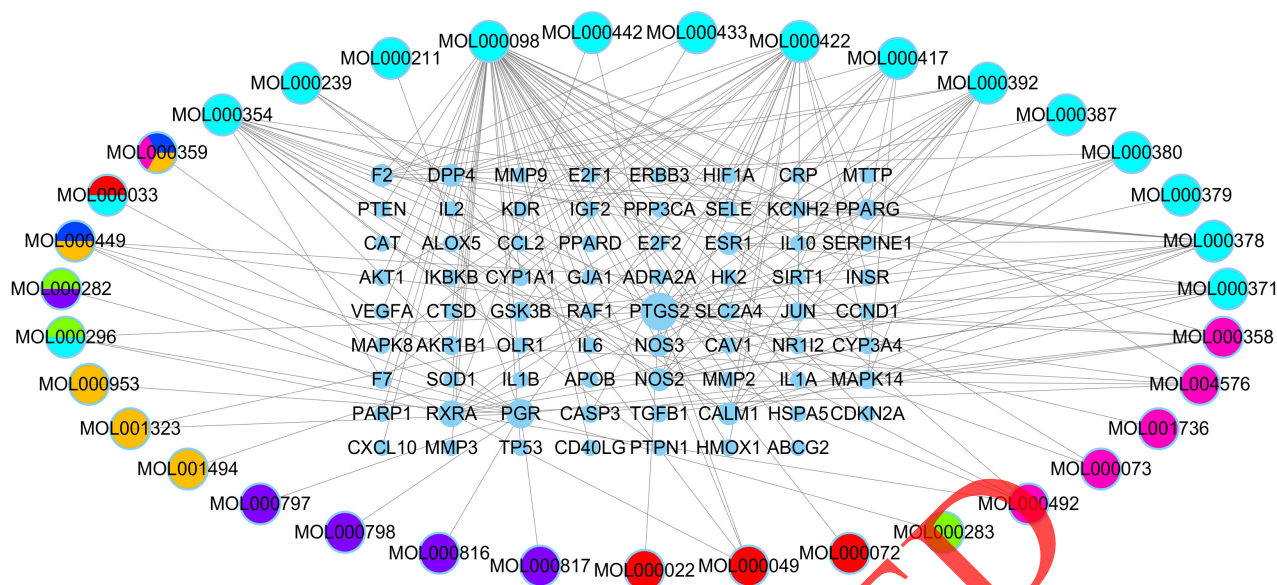 MOL000098
MOL000442
MOL000433
MOL000422
MOL000211
MOL000417
MOL000239
MOL000392
MOL000354
MOL000387
MOL000359
MOL000380
MOL000033
MOL000379
MOL000449
MOL000378
MOL000282
MOL000371
MOL000296
MOL000358
MOL000953
MOL004576
MOL001323
MOL001736
MOL001494
MOL000073
MOL000797
MOL000492
MOL000798
MOL000283
MOL000816
MOL000817
MOL000022
MOL000049
MOL000072
F2 DPP4 MMP9 E2F1 ERBB3 HIF1A CRP MTTP
PTEN IL2 KDR IGF2 PPP3CA SELE KCNH2 PPARG
CAT ALOX5 CCL2 PPARD E2F2 ESR1 IL10 SERPINE1
AKT1 IKBKB CYP1A1 GJA1 ADRA2A HK2 SIRT1 INSR
VEGFA CTSD GSK3B RAF1 PTGS2 SLC2A4 JUN CCND1
MAPK8 AKR1B1 OLR1 IL6 NOS3 CAV1 NR1I2 CYP3A4
F7 SOD1 IL1B APOB NOS2 MMP2 IL1A MAPK14
PARP1 RXRA PGR CASP3 TGFB1 CALM1 HSPA5 CDKN2A
CXCL10 MMP3 TP53 CD40LG PTPN1 HMOX1 ABCG2